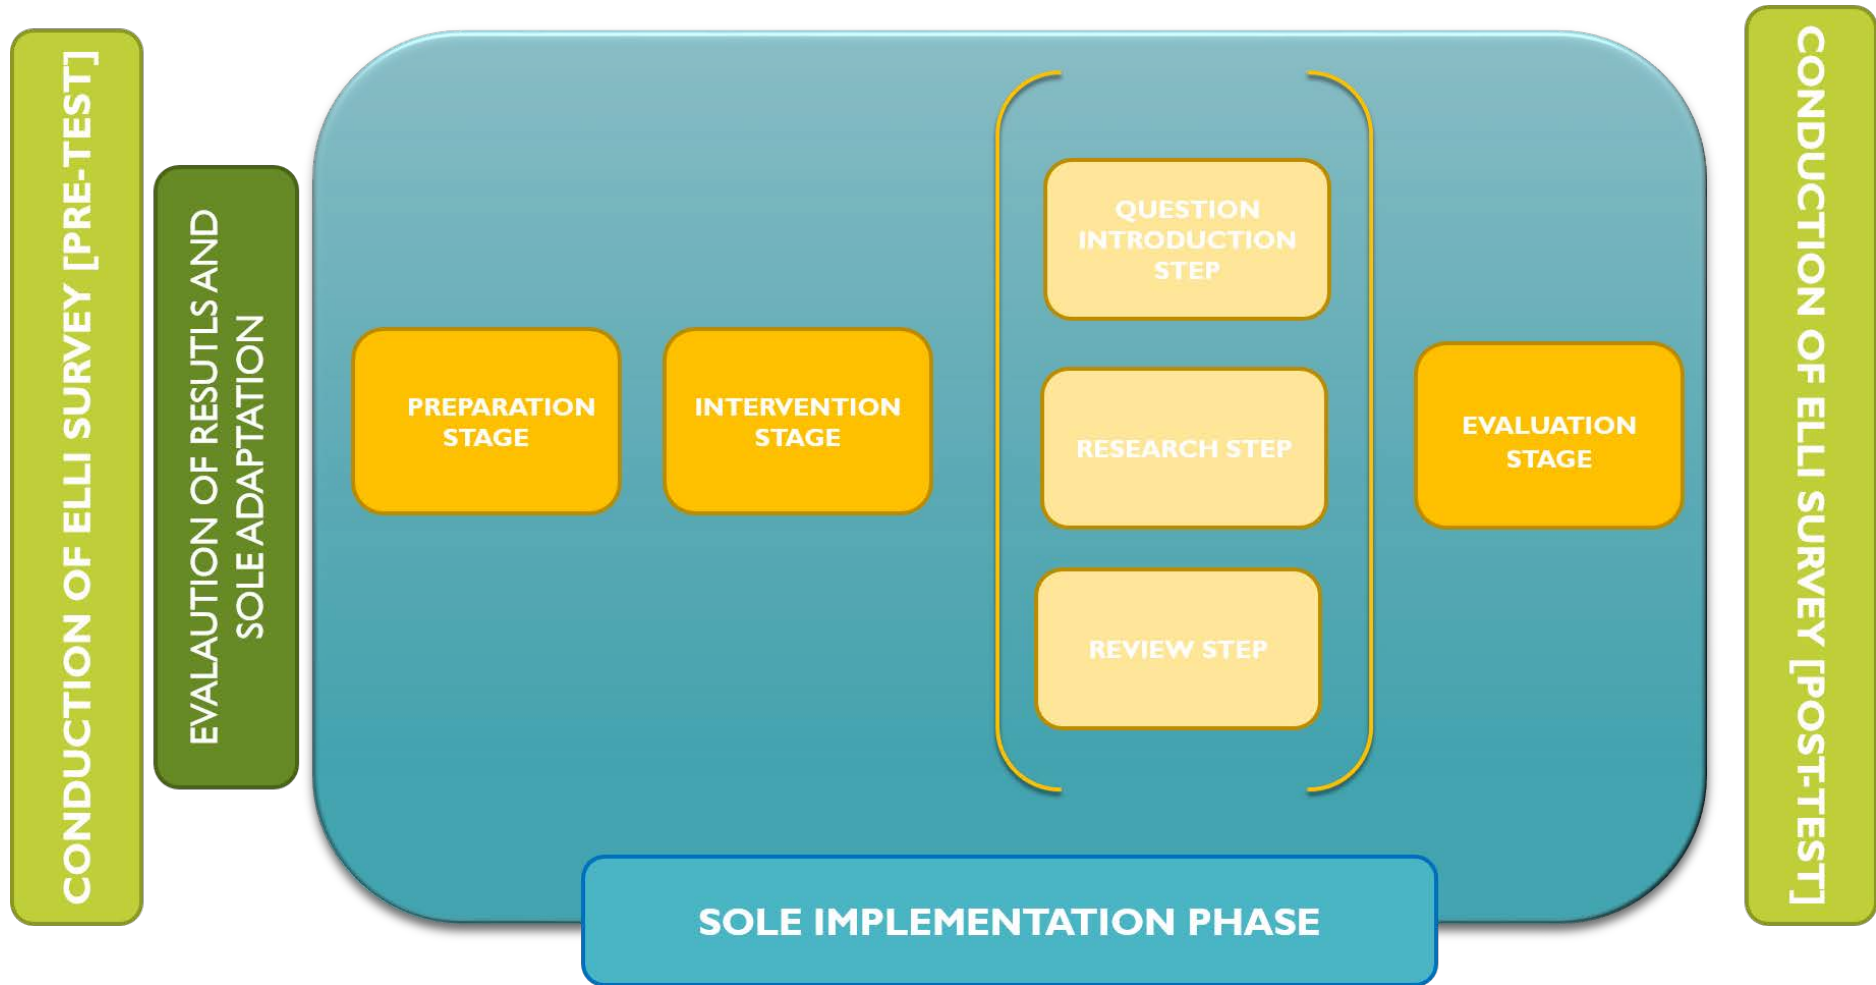 CONDUCTION OF ELLI SURVEY [PRE-TEST]
EVALAUTION OF RESUTLS AND
SOLE ADAPTATION
PREPARATION
STAGE
INTERVENTION
STAGE
QUESTION
INTRODUCTION
STEP
RESEARCH STEP
REVIEW STEP
EVALUATION
STAGE
SOLE IMPLEMENTATION PHASE
CONDUCTION OF ELLI SURVEY [POST-TEST]